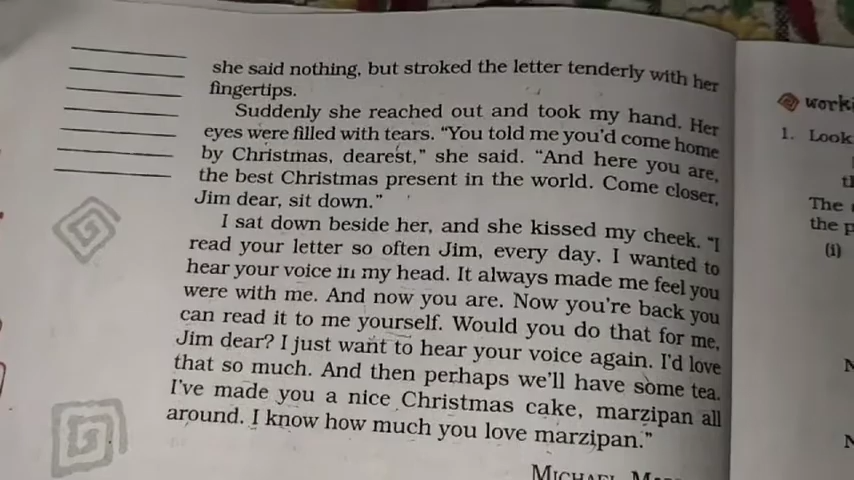 she said nothing, but stroked the letter tenderly with her
fingertips.
Suddenly she reached out and took my hand. Her
eyes were filled with tears. “You told me you’d come home
by Christmas, dearest,” she said. “And here you are,
the best Christmas present in the world. Come closer,
Jim dear, sit down.”
I sat down beside her, and she kissed my cheek. “I
read your letter so often Jim, every day. I wanted to
hear your voice in my head. It always made me feel you
were with me. And now you are. Now you’re back you
can read it to me yourself. Would you do that for me,
Jim dear? I just want to hear your voice again. I’d love
that so much. And then perhaps we’ll have some tea.
I’ve made you a nice Christmas cake, marzipan all
around. I know how much you love marzipan.”
MICHAEL
1. Look
The
the
(i)